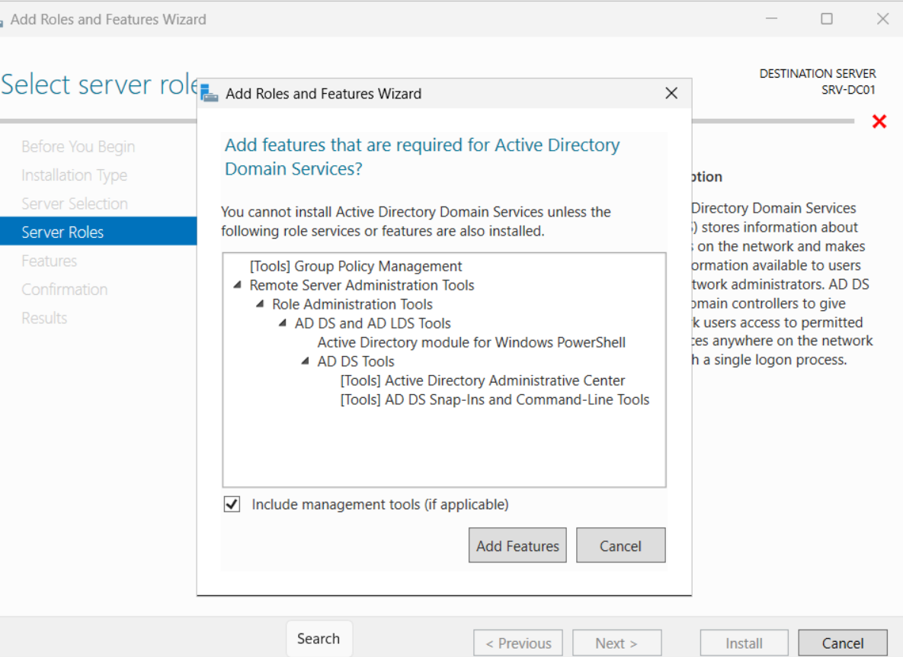 Add Roles and Features Wizard
Select server role
DESTINATION SERVER
SRV-DC01
Before You Begin
Installation Type
Server Selection
Server Roles
Features
Confirmation
Results
Add Roles and Features Wizard
Add features that are required for Active Directory
Domain Services?
You cannot install Active Directory Domain Services unless the
following role services or features are also installed.
[Tools] Group Policy Management
Remote Server Administration Tools
Role Administration Tools
AD DS and AD LDS Tools
Active Directory module for Windows PowerShell
AD DS Tools
[Tools] Active Directory Administrative Center
[Tools] AD DS Snap-Ins and Command-Line Tools
Include management tools (if applicable)
Add Features
Cancel
ption
Directory Domain Services
) stores information about
on the network and makes
ormation available to users
twork administrators. AD DS
omain controllers to give
k users access to permitted
ces anywhere on the network
h a single logon process.
Search
< Previous
Next >
Install
Cancel